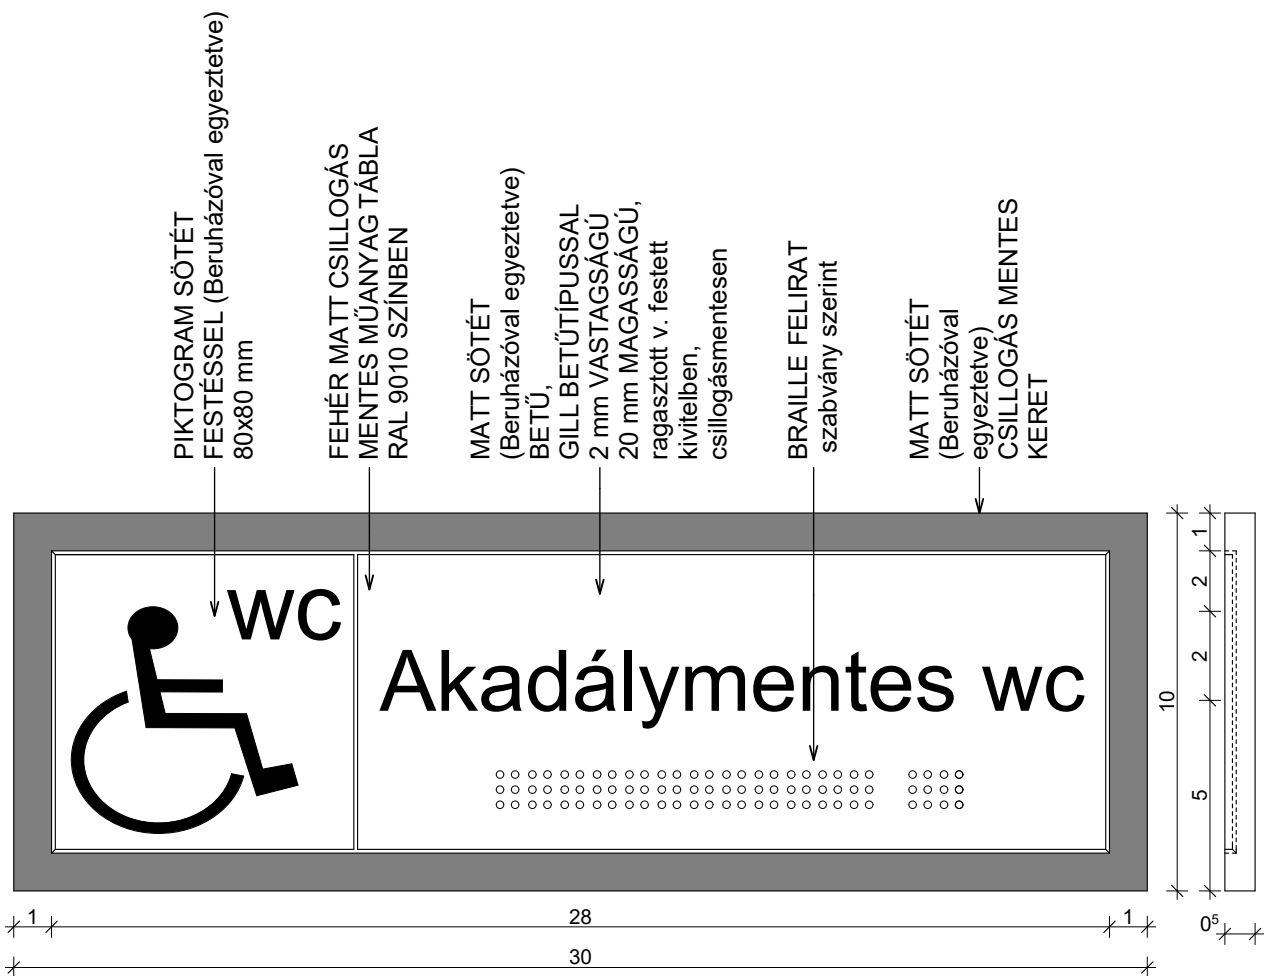 PIKTOGRAM SÖTÉT
FESTÉSSEL (Beruházóval egyeztetve)
80x80 mm
FEHÉR MATT CSILLOGÁS
MENTES MŰANYAG TÁBLA
RAL 9010 SZÍNBEN
MATT SÖTÉT
(Beruházóval egyeztetve)
BETŰ,
GILL BETŰTÍPUSSAL
2 mm VASTAGSÁGÚ
20 mm MAGASSÁGÚ,
ragasztott v. festett
kivitelben,
csillogásmentesen
BRAILLE FELIRAT
szabvány szerint
MATT SÖTÉT
(Beruházóval
egyeztetve)
CSILLOGÁS MENTES
KERET
wc
Akadálymentes wc
1
2
2
5
10
1
28
1
30
0⁵